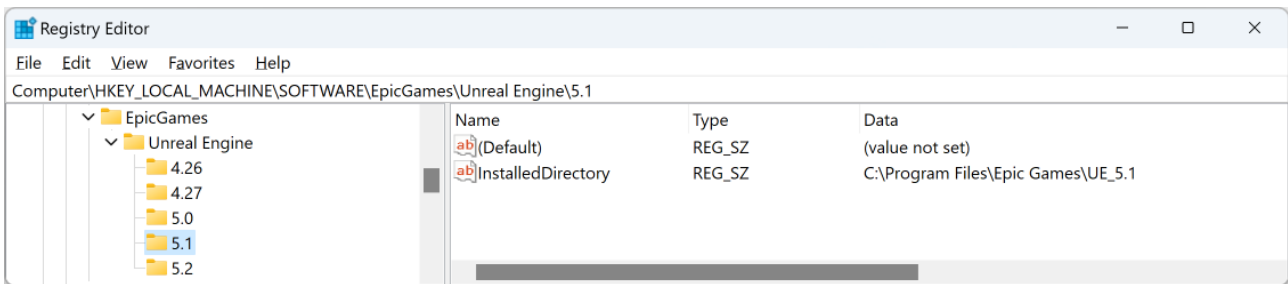 Registry Editor
File Edit View Favorites Help
Computer\HKEY_LOCAL_MACHINE\SOFTWARE\EpicGames\Unreal Engine\5.1
EpicGames
Unreal Engine
4.26
4.27
5.0
5.1
5.2
Name Type Data
ab (Default) REG_SZ (value not set)
ab InstalledDirectory REG_SZ C:\Program Files\Epic Games\UE_5.1